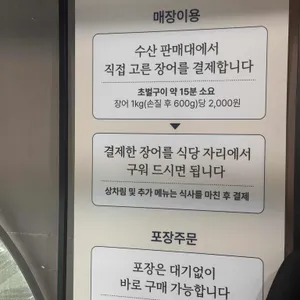 매장이용
수산 판매대에서
직접 고른 장어를 결제합니다
초벌구이 약 15분 소요
장어 1kg(손질 후 600g)당 2,000원
결제한 장어를 식당 자리에서
구워 드시면 됩니다
상차림 및 추가 메뉴는 식사를 마친 후 결제
포장주문
포장은 대기없이
바로 구매 가능합니다